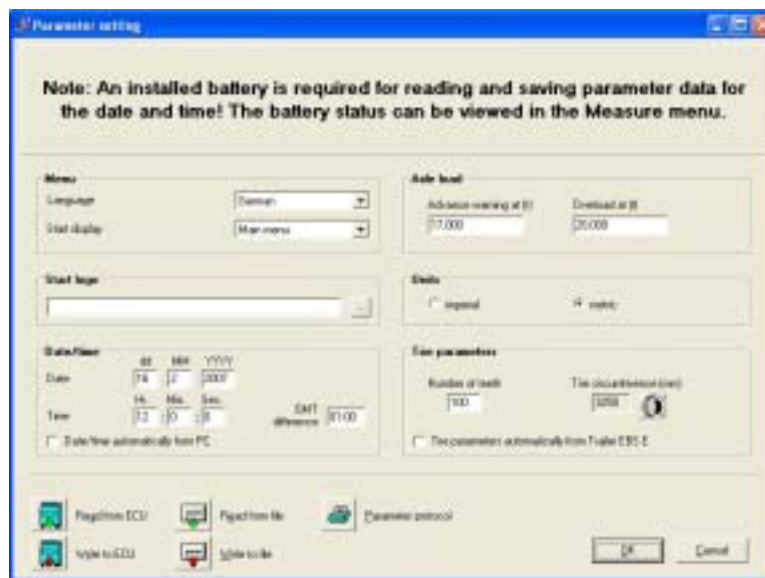 Parameter setting
Note: An installed battery is required for reading and saving parameter data for
the date and time! The battery status can be viewed in the Measure menu.
Menu
Language German
Start display Main menu
Axle load
Advance warning at [t] Overload at [t]
17.000 20.000
Start logo
...
Units
imperial metric
Date/time
dd MM YYYY
Date 16 2 2007
Hr. Min. Sec.
Time 12 : 0 : 0 GMT difference 01:00
Date/time automatically from PC
Tire parameters
Number of teeth Tire circumference (mm)
100
Tire parameters automatically from Trailer EBS E
Read from ECU Read from file Parameter protocol
Write to ECU Write to file
OK Cancel